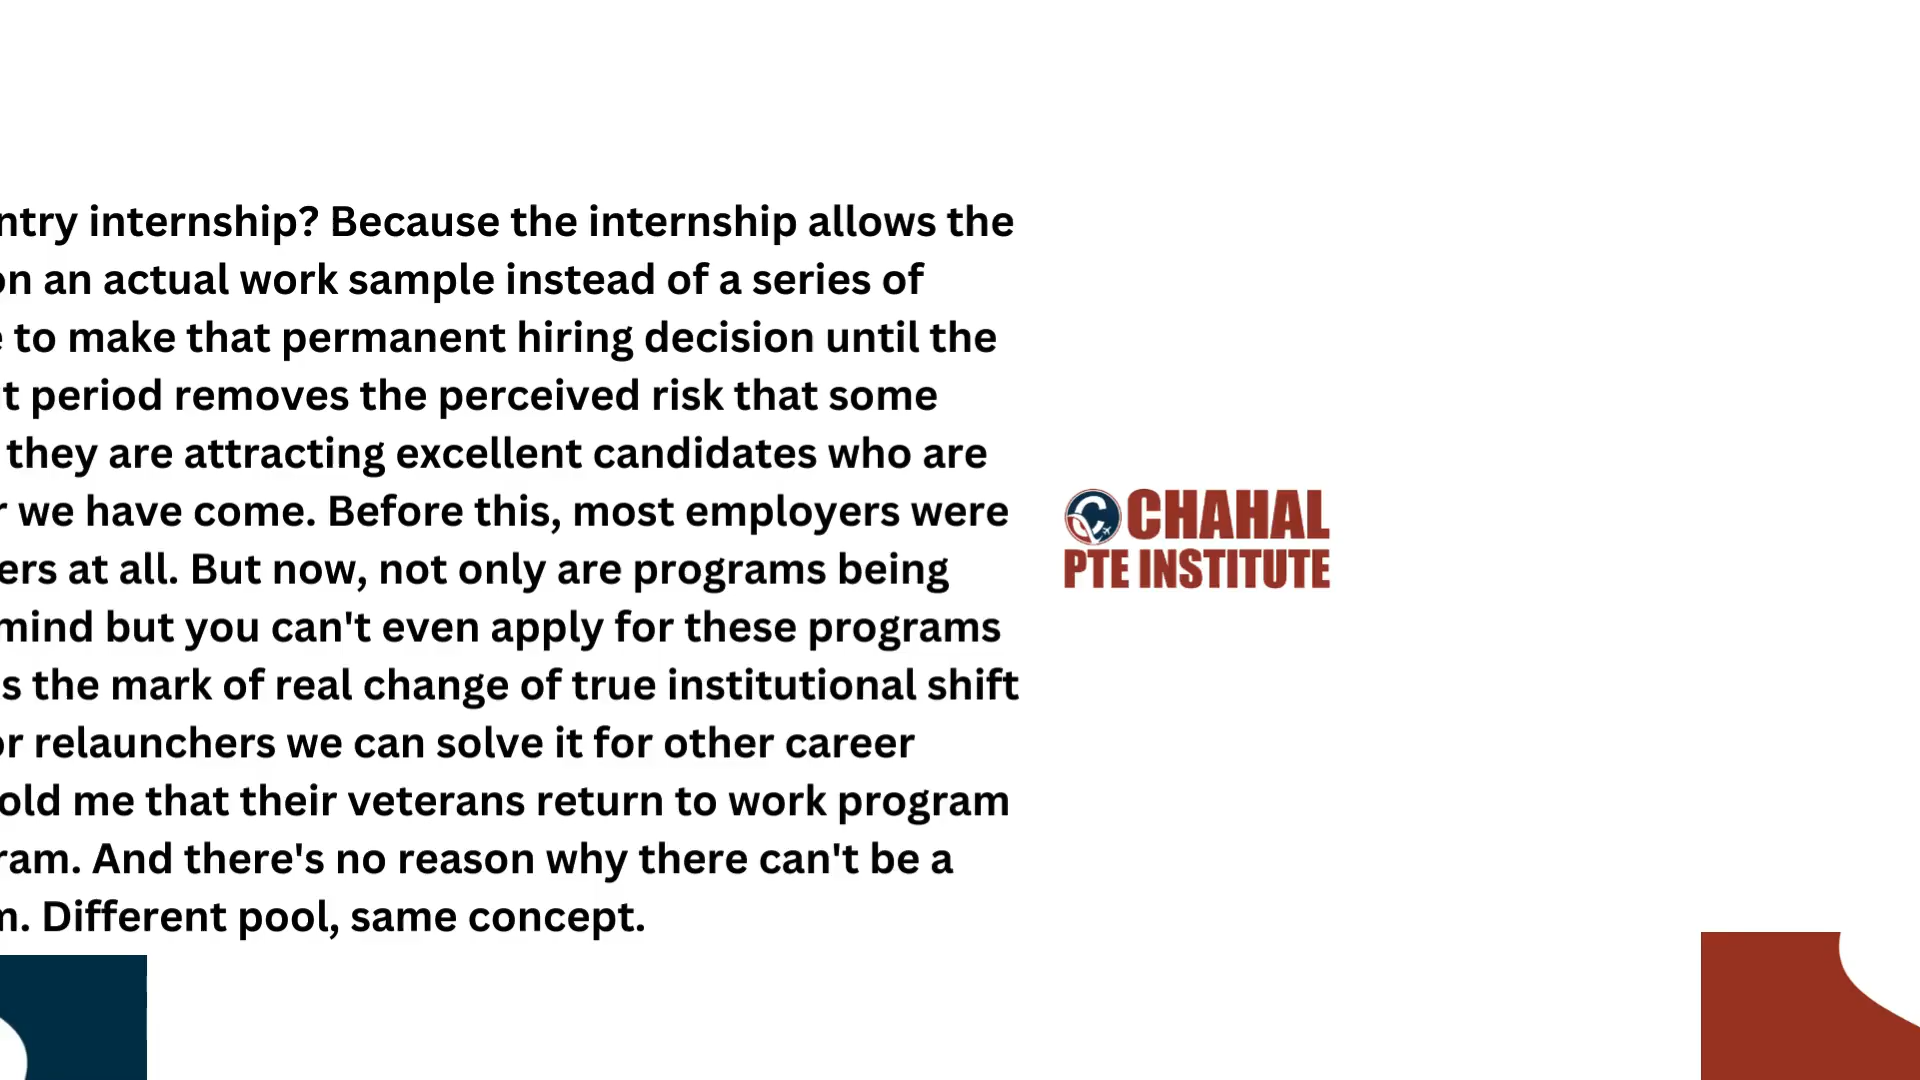 internship? Because the internship allows the
on an actual work sample instead of a series of
to make that permanent hiring decision until the
period removes the perceived risk that some
they are attracting excellent candidates who are
we have come. Before this, most employers were
at all. But now, not only are programs being
mind but you can't even apply for these programs
the mark of real change of true institutional shift
relaunchers we can solve it for other career
me that their veterans return to work program
And there's no reason why there can't be a
Different pool, same concept.
CHAHAL
PTE INSTITUTE